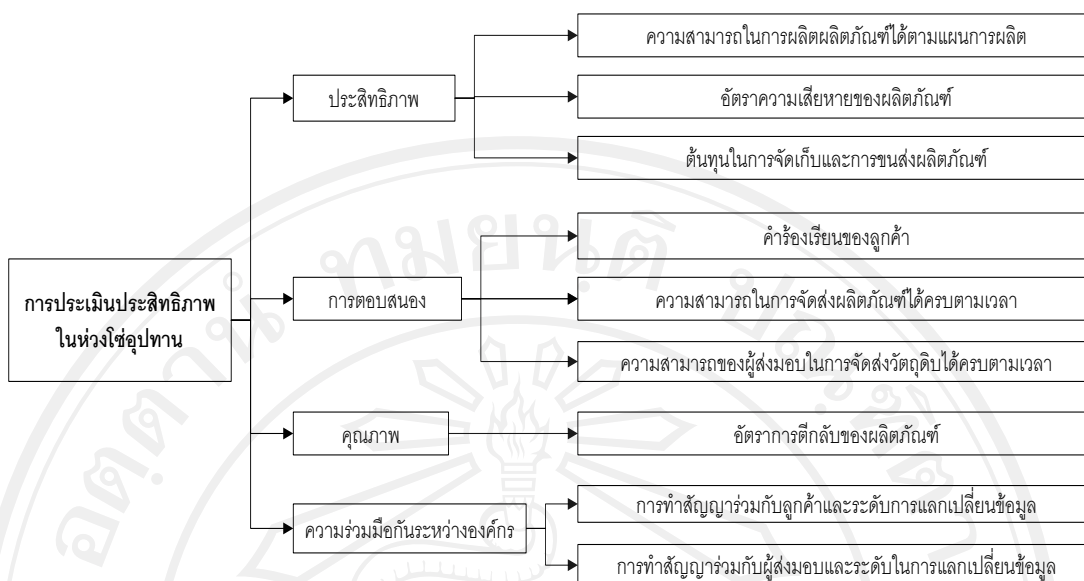 การประเมินประสิทธิภาพ
ในห่วงโซ่อุปทาน
ประสิทธิภาพ
ความสามารถในการผลิตผลิตภัณฑ์ได้ตามแผนการผลิต
อัตราความเสียหายของผลิตภัณฑ์
ต้นทุนในการจัดเก็บและการขนส่งผลิตภัณฑ์
การตอบสนอง
คำร้องเรียนของลูกค้า
ความสามารถในการจัดส่งผลิตภัณฑ์ได้ครบตามเวลา
ความสามารถของผู้ส่งมอบในการจัดส่งวัตถุดิบได้ครบตามเวลา
คุณภาพ
อัตราการตีกลับของผลิตภัณฑ์
ความร่วมมือกันระหว่างองค์กร
การทำสัญญาร่วมกับลูกค้าและระดับการแลกเปลี่ยนข้อมูล
การทำสัญญาร่วมกับผู้ส่งมอบและระดับในการแลกเปลี่ยนข้อมูล
อตฺตานํ ทมยนฺติ ปณฺฑิตา